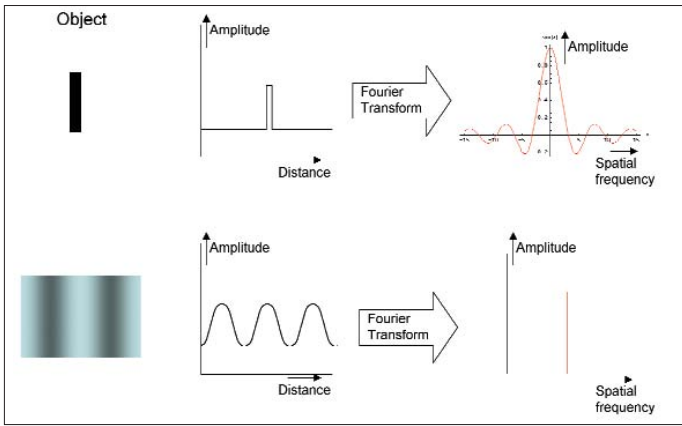 Object
Amplitude
Distance
Fourier
Transform
Amplitude
Spatial
frequency
Amplitude
Distance
Fourier
Transform
Amplitude
Spatial
frequency